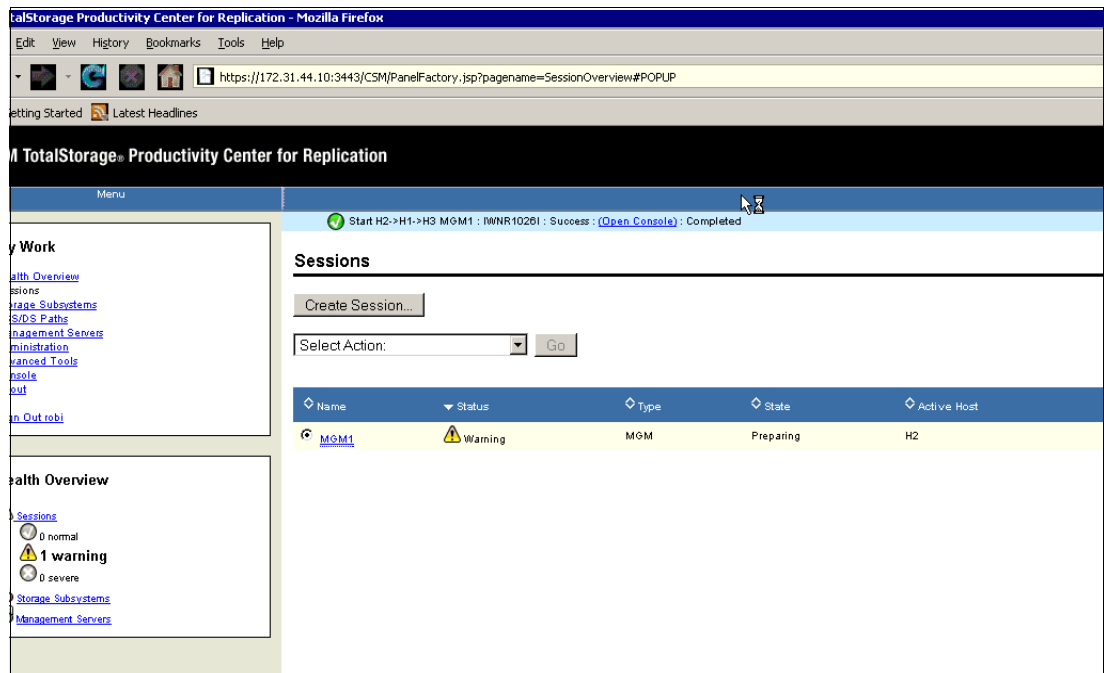 talStorage Productivity Center for Replication - Mozilla Firefox
Edit View History Bookmarks Tools Help
https://172.31.44.10:3443/CSM/PanelFactory.jsp?pagename=SessionOverview#POPUP
etting Started Latest Headlines
M TotalStorage® Productivity Center for Replication
Menu
Start H2->H1->H3 MGM1 : IWNR1026I : Success : (Open Console) : Completed
y Work
alth Overview
ssions
orage Subsystems
S/DS Paths
nagement Servers
ministration
vanced Tools
nsole
out
gn Out robi
Sessions
Create Session...
Select Action: Go
Name Status Type State Active Host
MGM1 Warning MGM Preparing H2
ealth Overview
Sessions
0 normal
1 warning
0 severe
Storage Subsystems
Management Servers